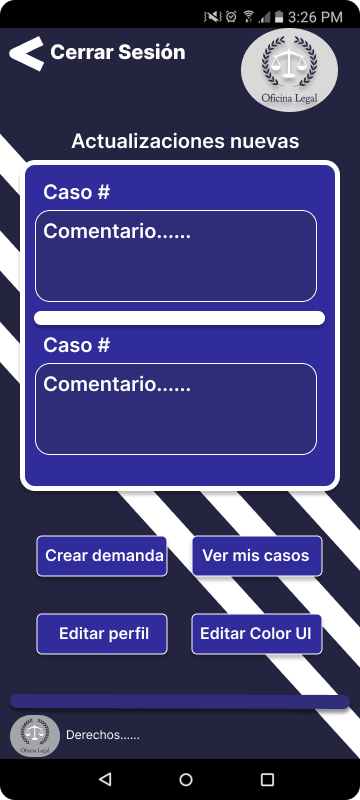 3:26 PM
Cerrar Sesión
Oficina Legal
Actualizaciones nuevas
Caso #
Comentario......
Caso #
Comentario......
Crear demanda
Ver mis casos
Editar perfil
Editar Color UI
Oficina Legal
Derechos......